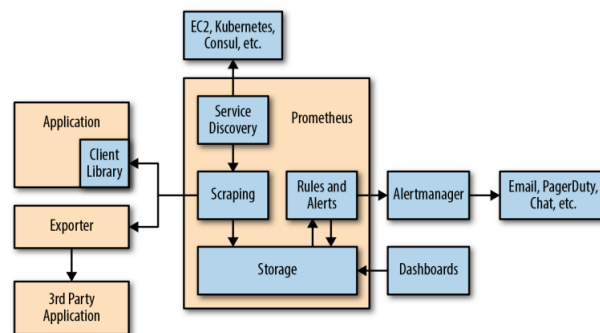 EC2, Kubernetes,
Consul, etc.
Service
Discovery
Prometheus
Application
Client
Library
Scraping
Rules and
Alerts
Alertmanager
Email, PagerDuty,
Chat, etc.
Exporter
Storage
Dashboards
3rd Party
Application